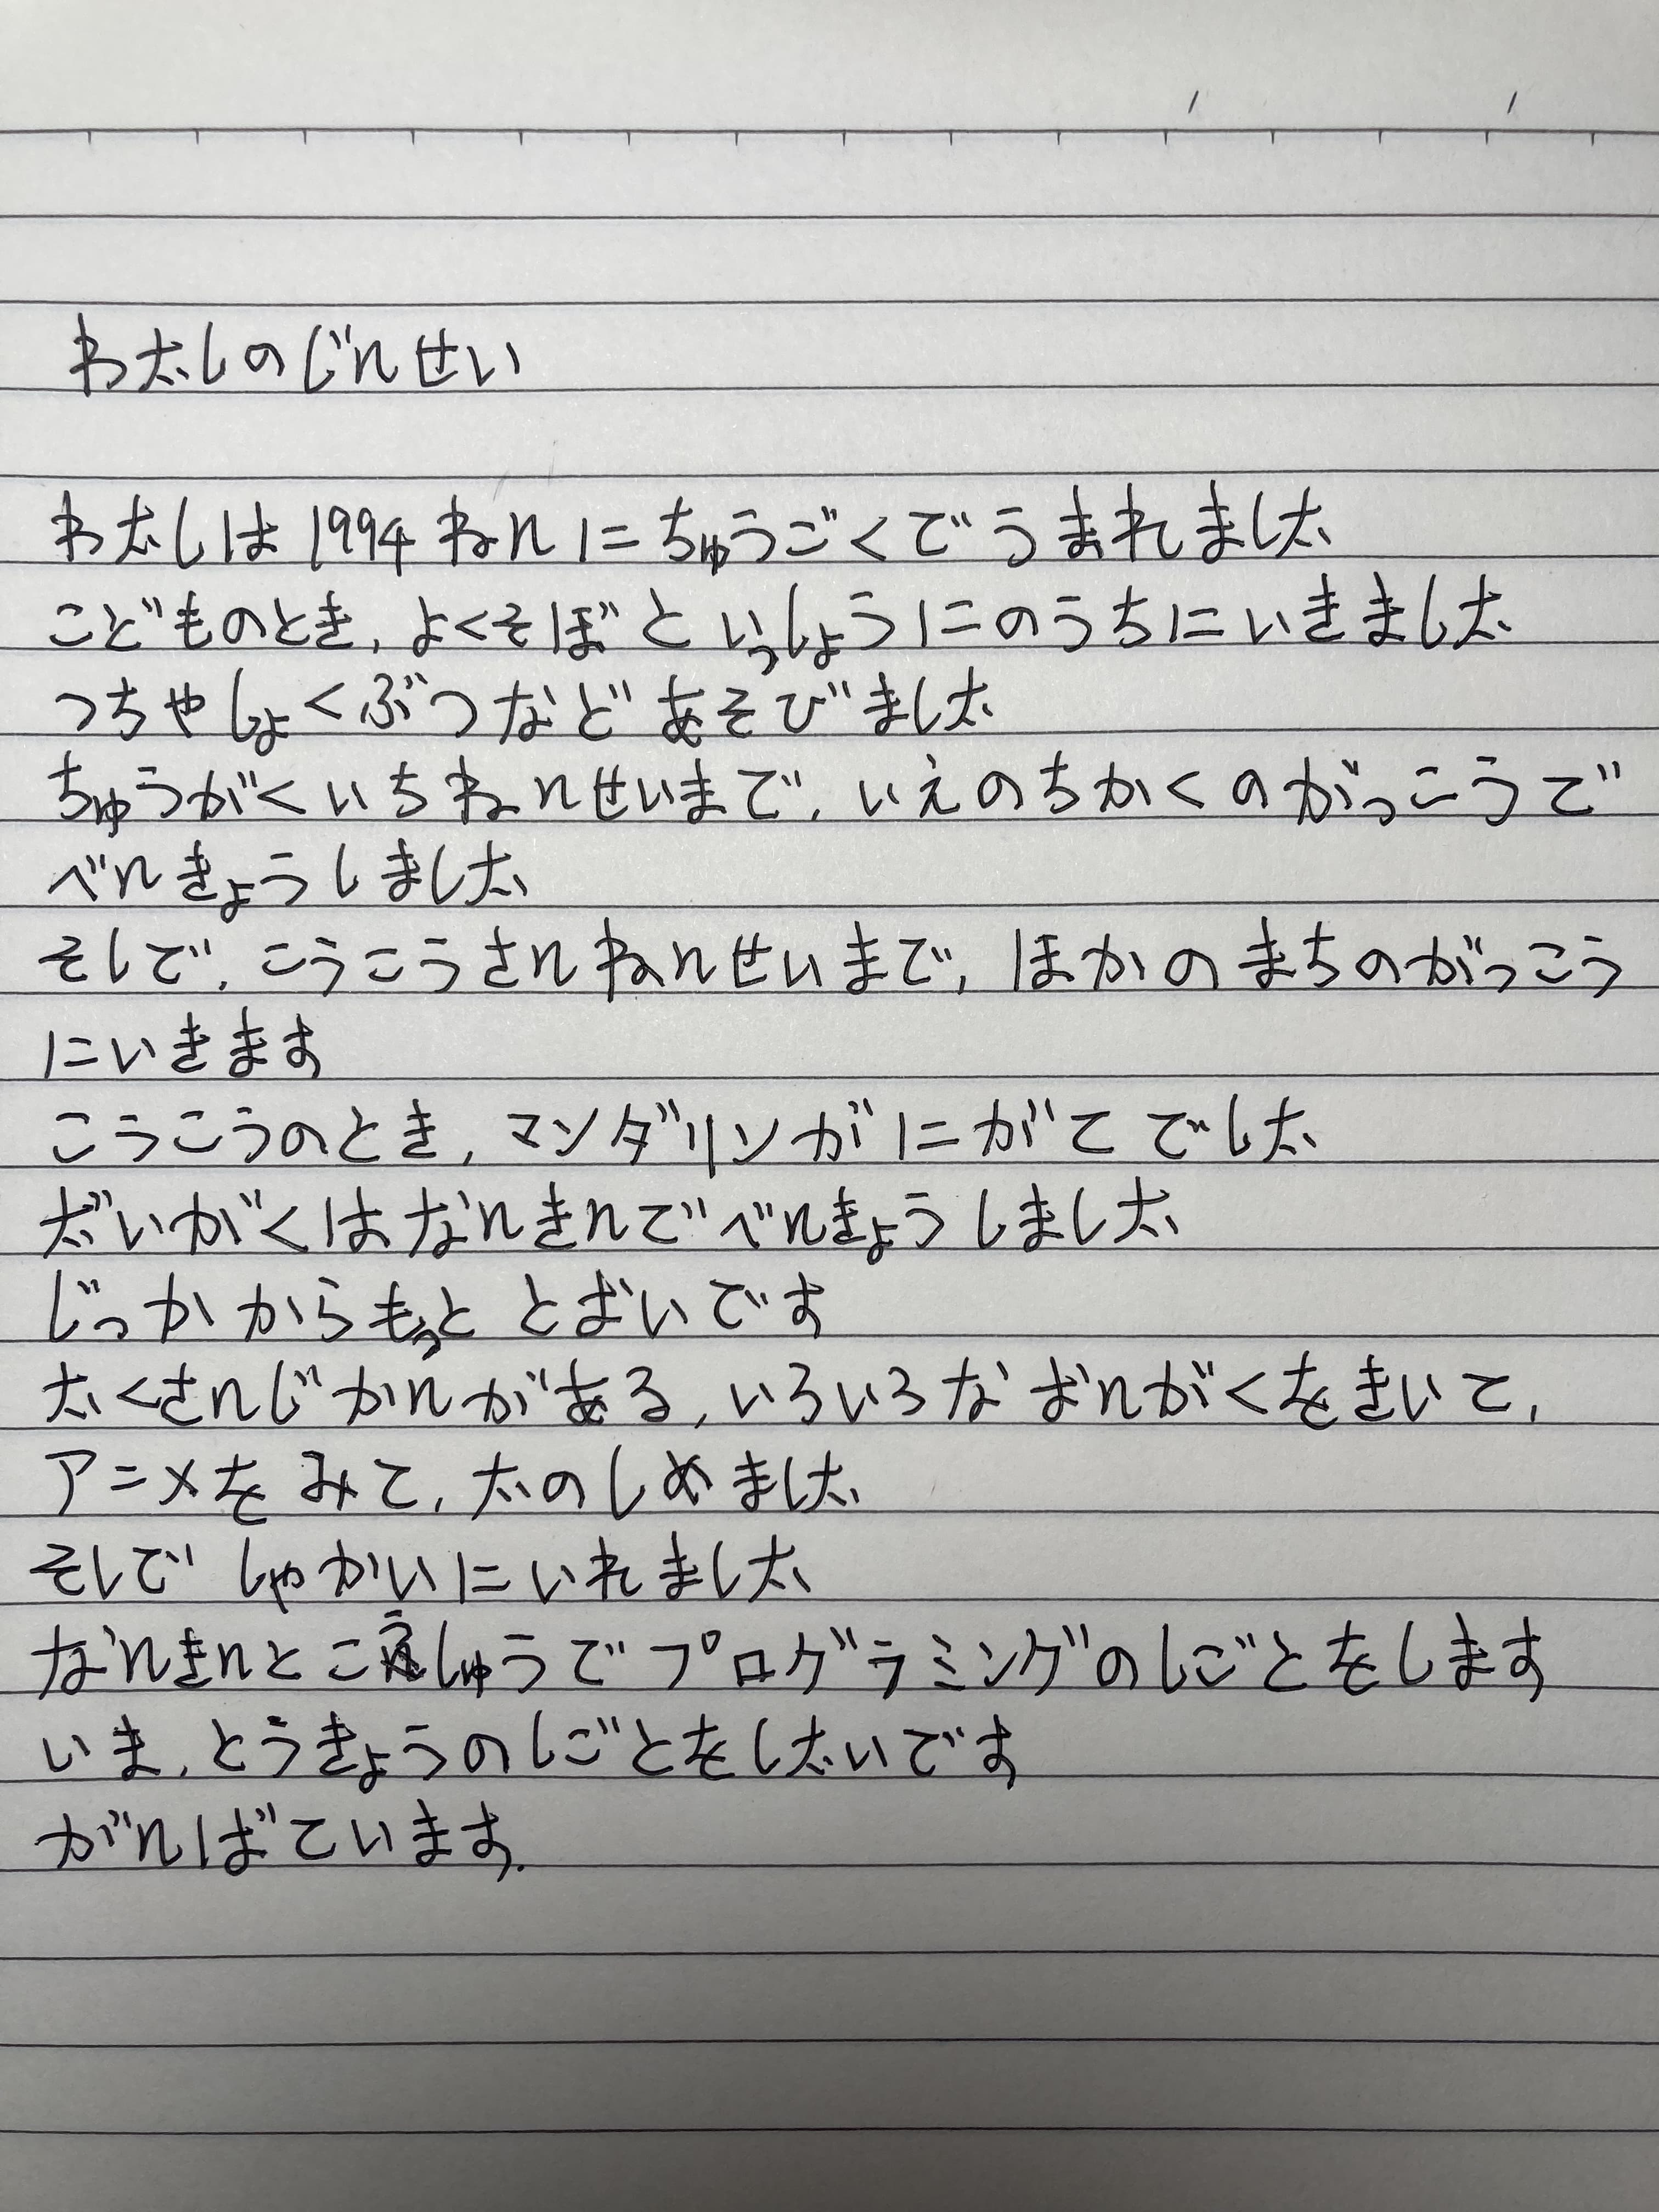 わたしのじんせい
わたしは1994ねんにちゅうごくでうまれました
こどものとき,よくそぼといっしょうにのうちにいきました
つちやしょくぶつなどあそびました
ちゅうがくいちねんせいまで,いえのちかくのがっこうで
べんきょうしました
そしで,こうこうさんねんせいまで,ほかのまちのがっこう
にいきます
こうこうのとき,マンダリンがにがてでした
だいがくはなんきんでべんきょうしました
じっかからもっととおいです
たくさんじかんがある,いろいろなおんがくをきいて,
アニメをみて,たのしめました
そしでしゃかいにいれました
なんきんとこうしゅうでプログラミングのしごとをします
いま,とうきょうのしごとをしたいです
がんばています.